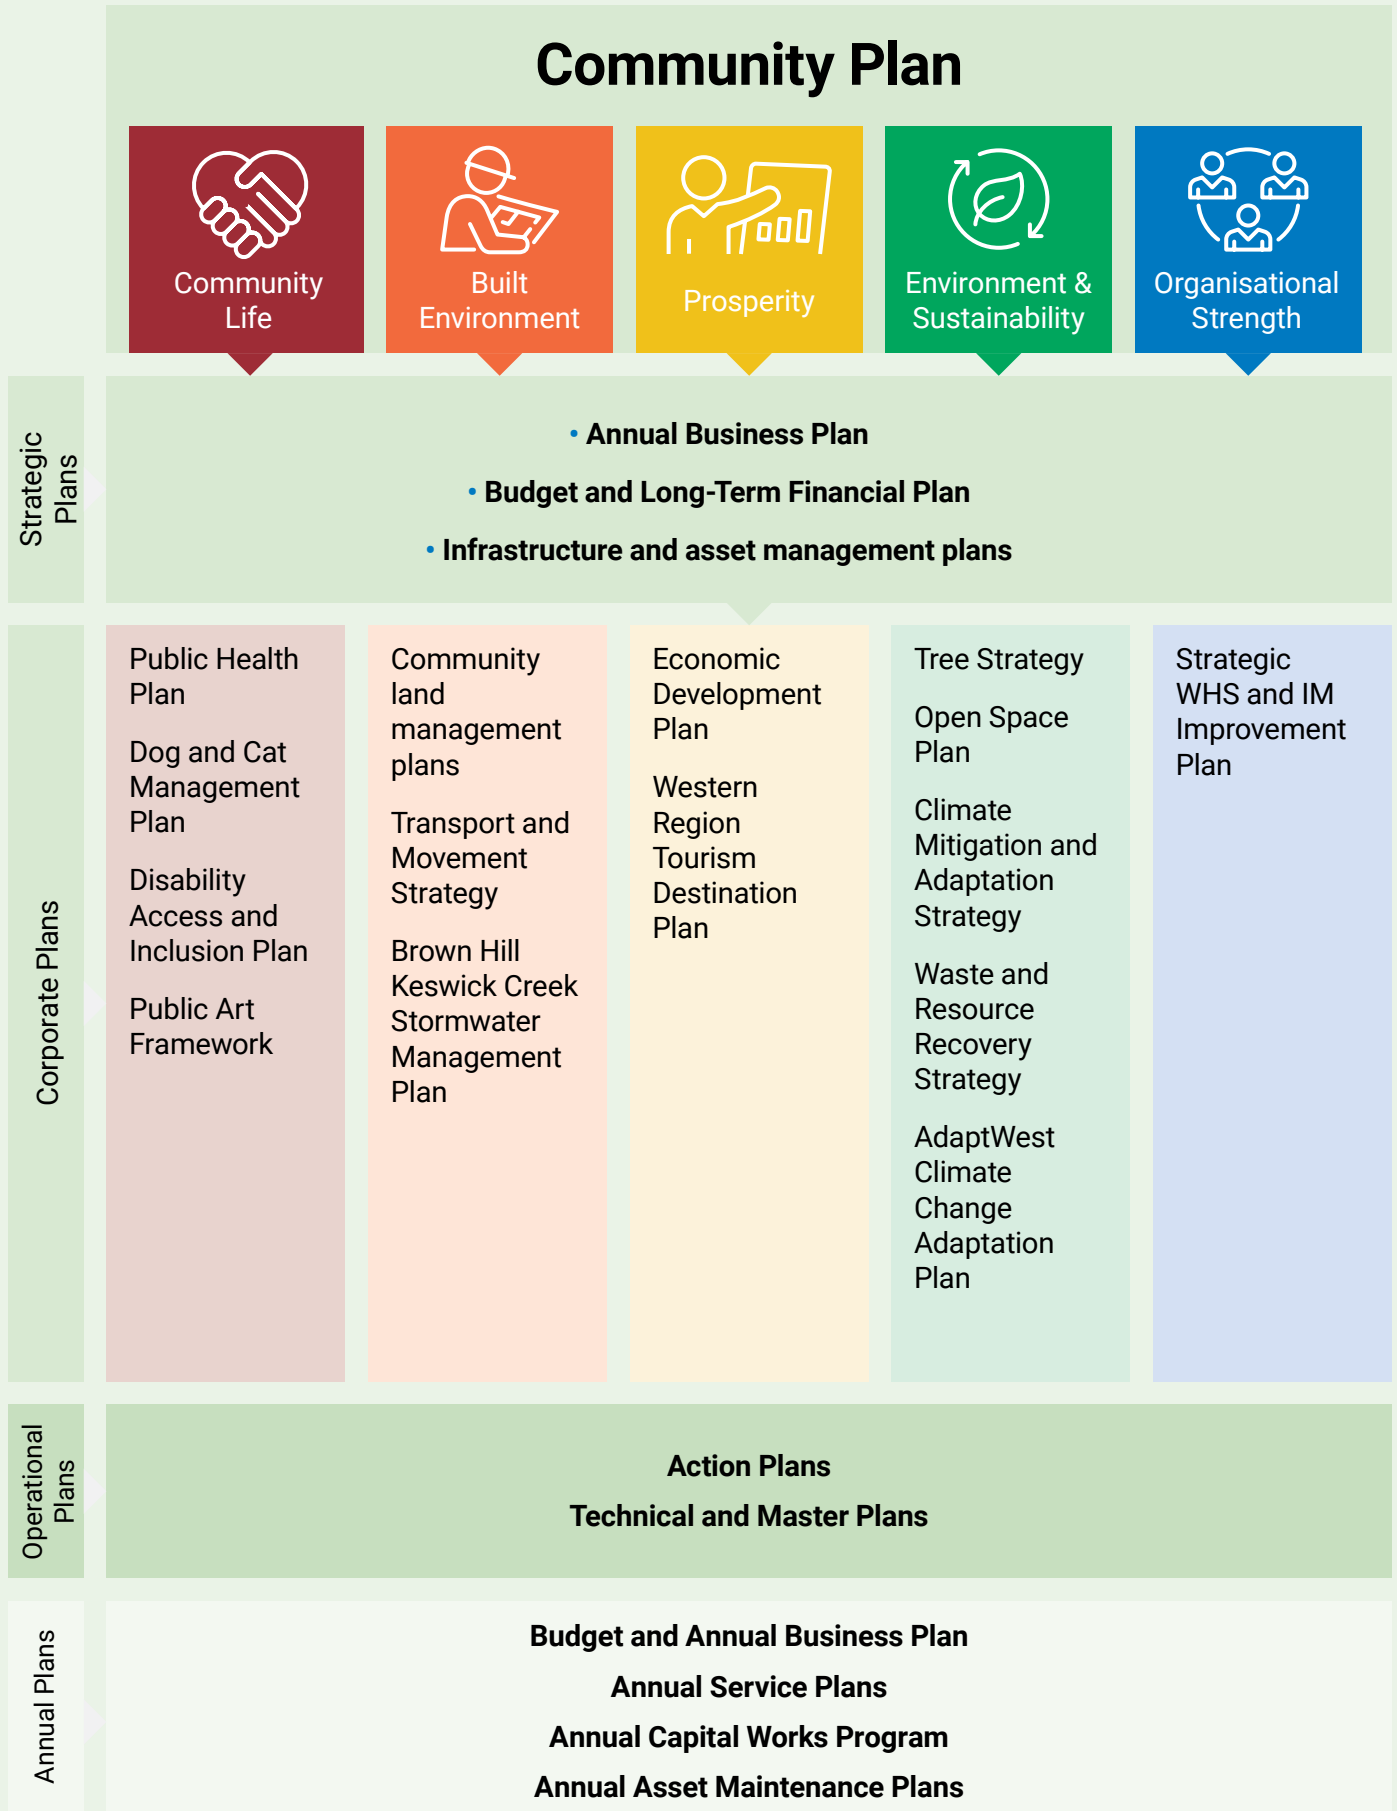 Community Plan
Community
Life
Built
Environment
Prosperity
Environment &
Sustainability
Organisational
Strength
Strategic
Plans
• Annual Business Plan
• Budget and Long-Term Financial Plan
• Infrastructure and asset management plans
Corporate Plans
Public Health
Plan
Dog and Cat
Management
Plan
Disability
Access and
Inclusion Plan
Public Art
Framework
Community
land
management
plans
Transport and
Movement
Strategy
Brown Hill
Keswick Creek
Stormwater
Management
Plan
Economic
Development
Plan
Western
Region
Tourism
Destination
Plan
Tree Strategy
Open Space
Plan
Climate
Mitigation and
Adaptation
Strategy
Waste and
Resource
Recovery
Strategy
AdaptWest
Climate
Change
Adaptation
Plan
Strategic
WHS and IM
Improvement
Plan
Operational
Plans
Action Plans
Technical and Master Plans
Annual Plans
Budget and Annual Business Plan
Annual Service Plans
Annual Capital Works Program
Annual Asset Maintenance Plans